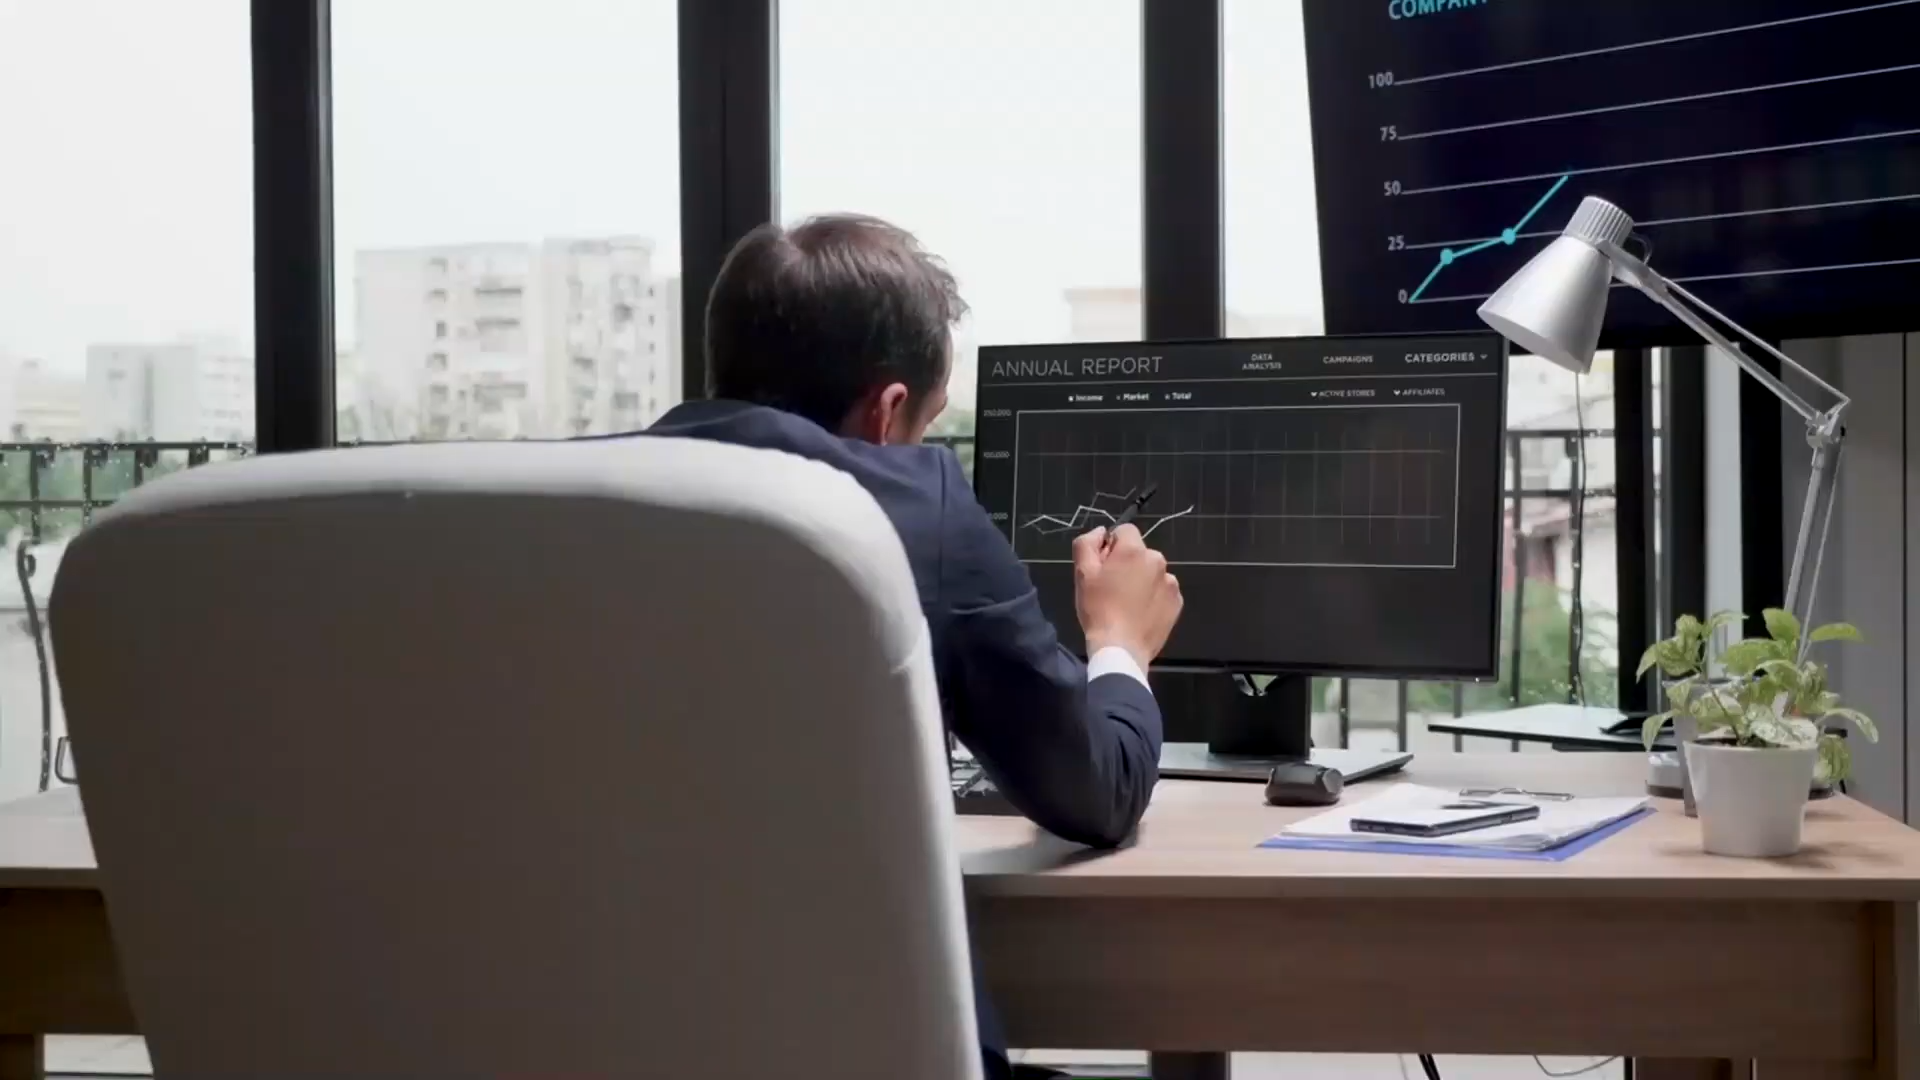 COMPANY
100
75
50
25
0
ANNUAL REPORT
DATA
ANALYSIS
CAMPAIGNS
CATEGORIES
Income
Market
Total
ACTIVE STORES
AFFILIATES